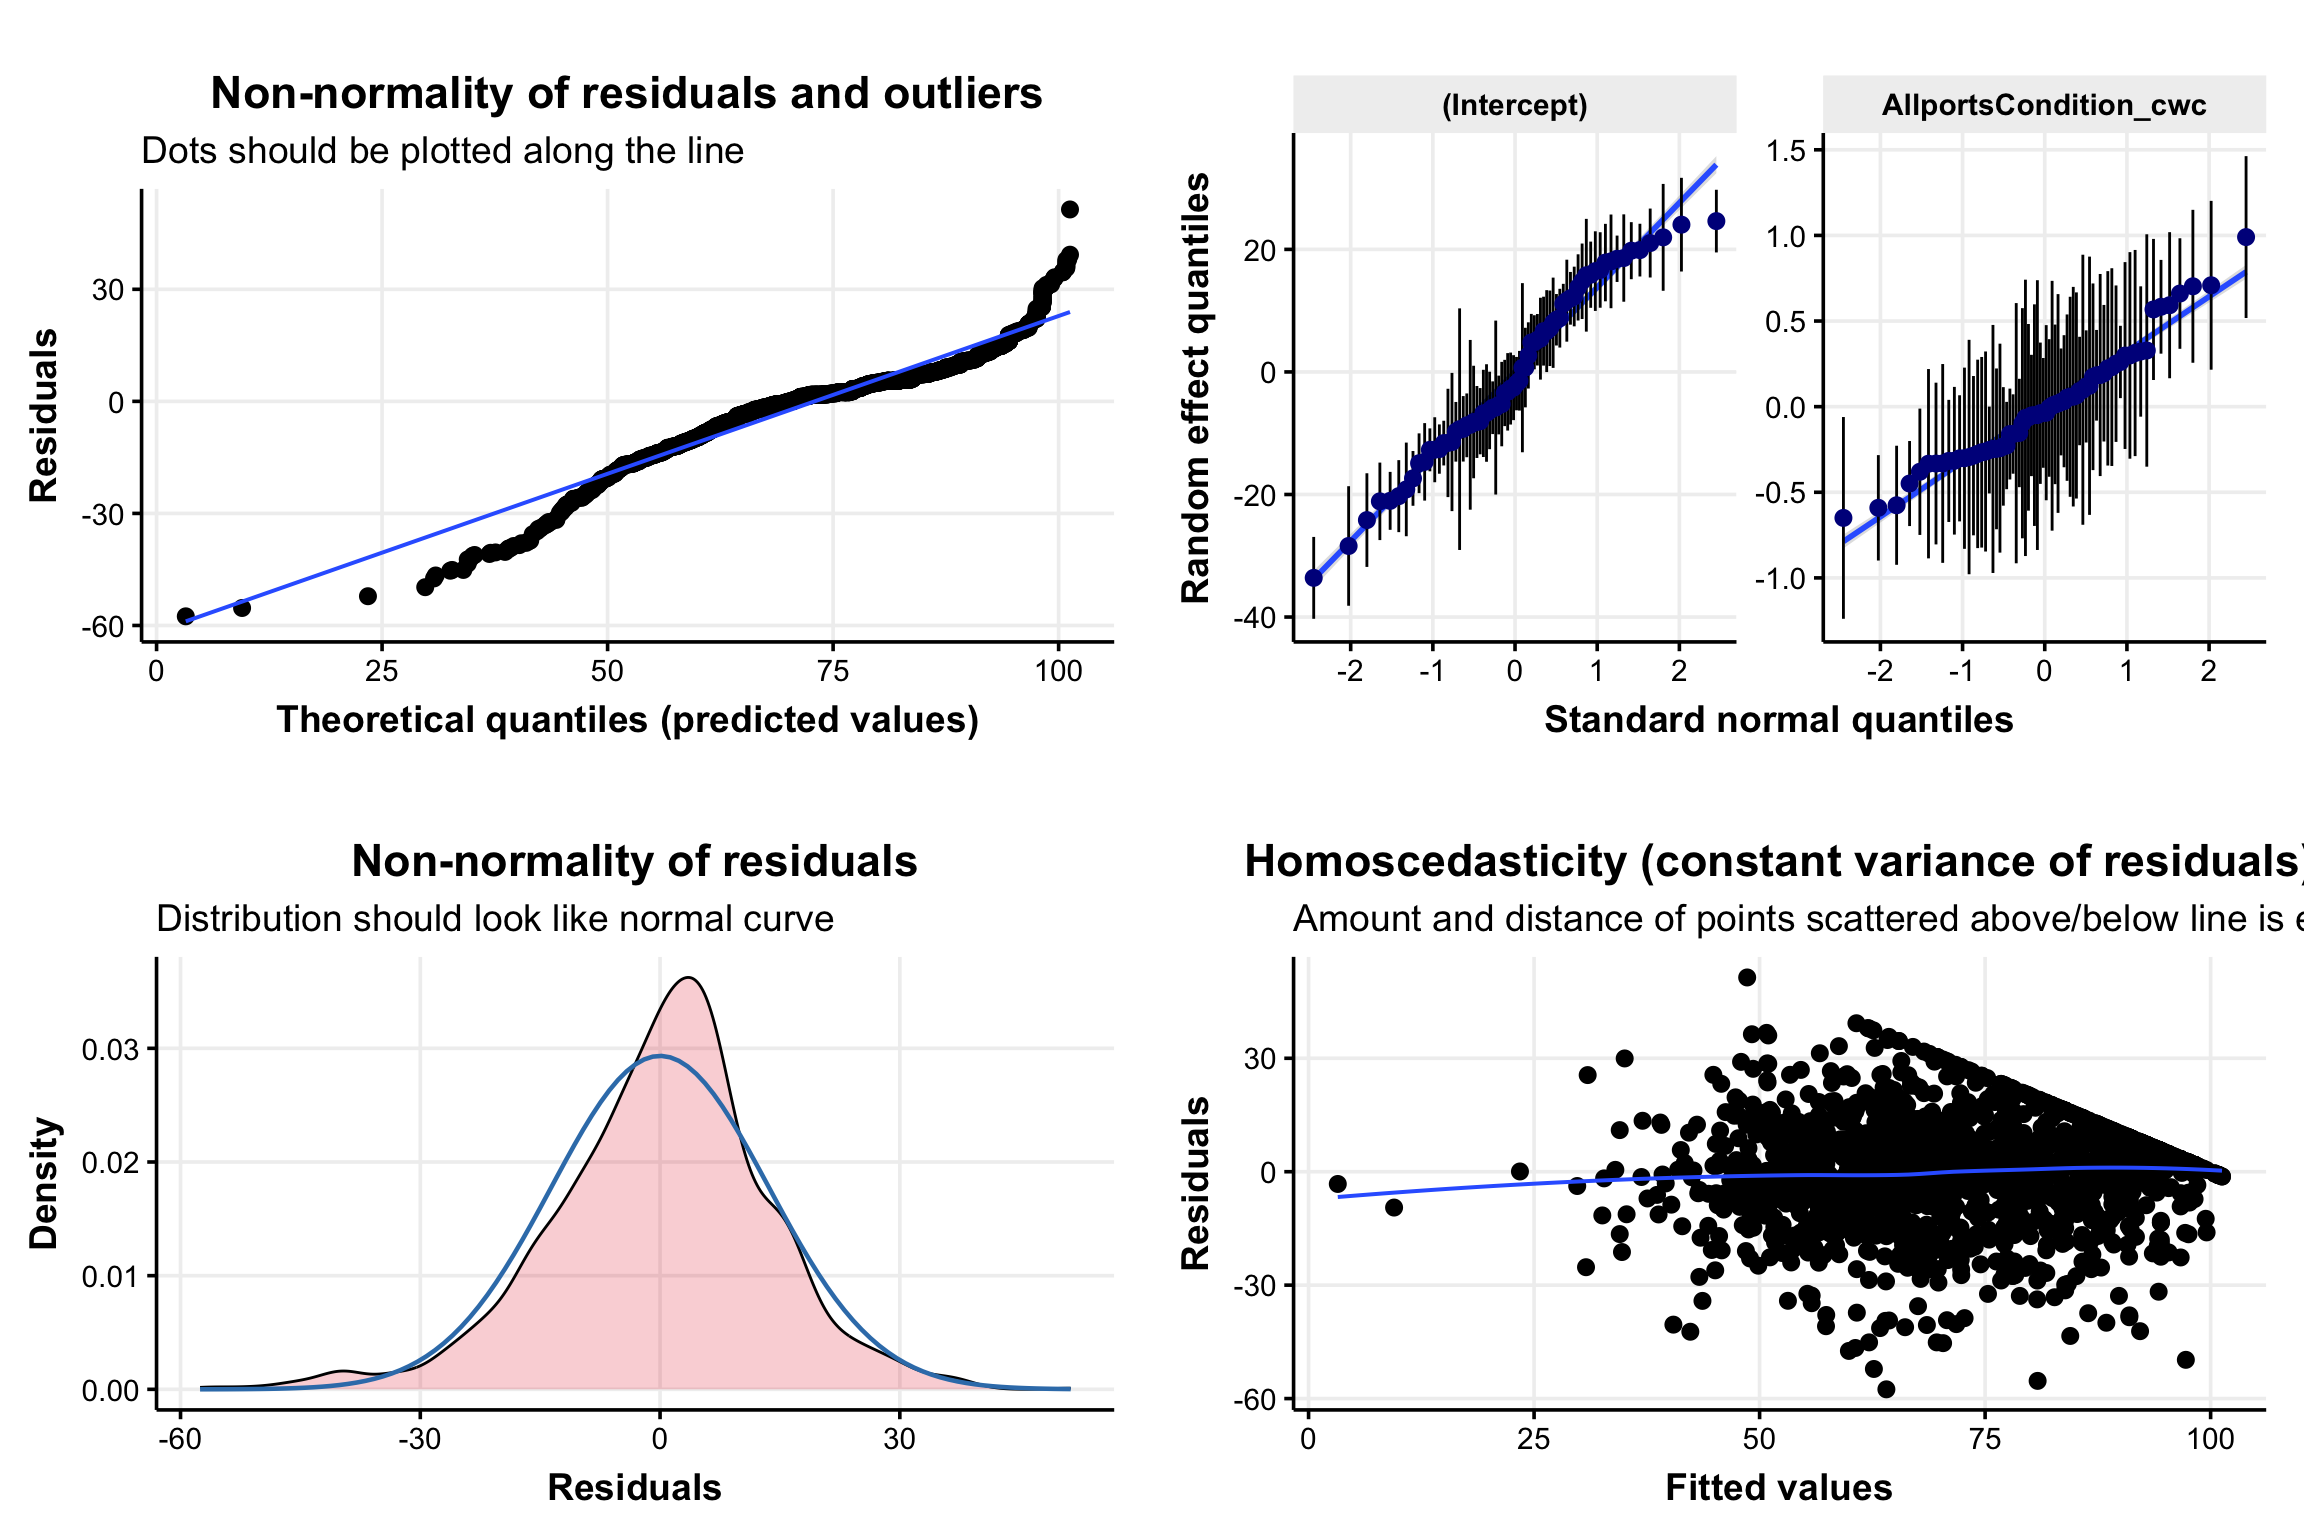 Non-normality of residuals and outliers
Dots should be plotted along the line
Residuals
30
0
-30
-60
0 25 50 75 100
Theoretical quantiles (predicted values)
(Intercept) AllportsCondition_cwc
Random effect quantiles
20
0
-20
-40
-2 -1 0 1 2
1.5
1.0
0.5
0.0
-0.5
-1.0
-2 -1 0 1 2
Standard normal quantiles
Non-normality of residuals
Distribution should look like normal curve
Density
0.03
0.02
0.01
0.00
-60 -30 0 30
Residuals
Homoscedasticity (constant variance of residuals)
Amount and distance of points scattered above/below line is
Residuals
30
0
-30
-60
0 25 50 75 100
Fitted values